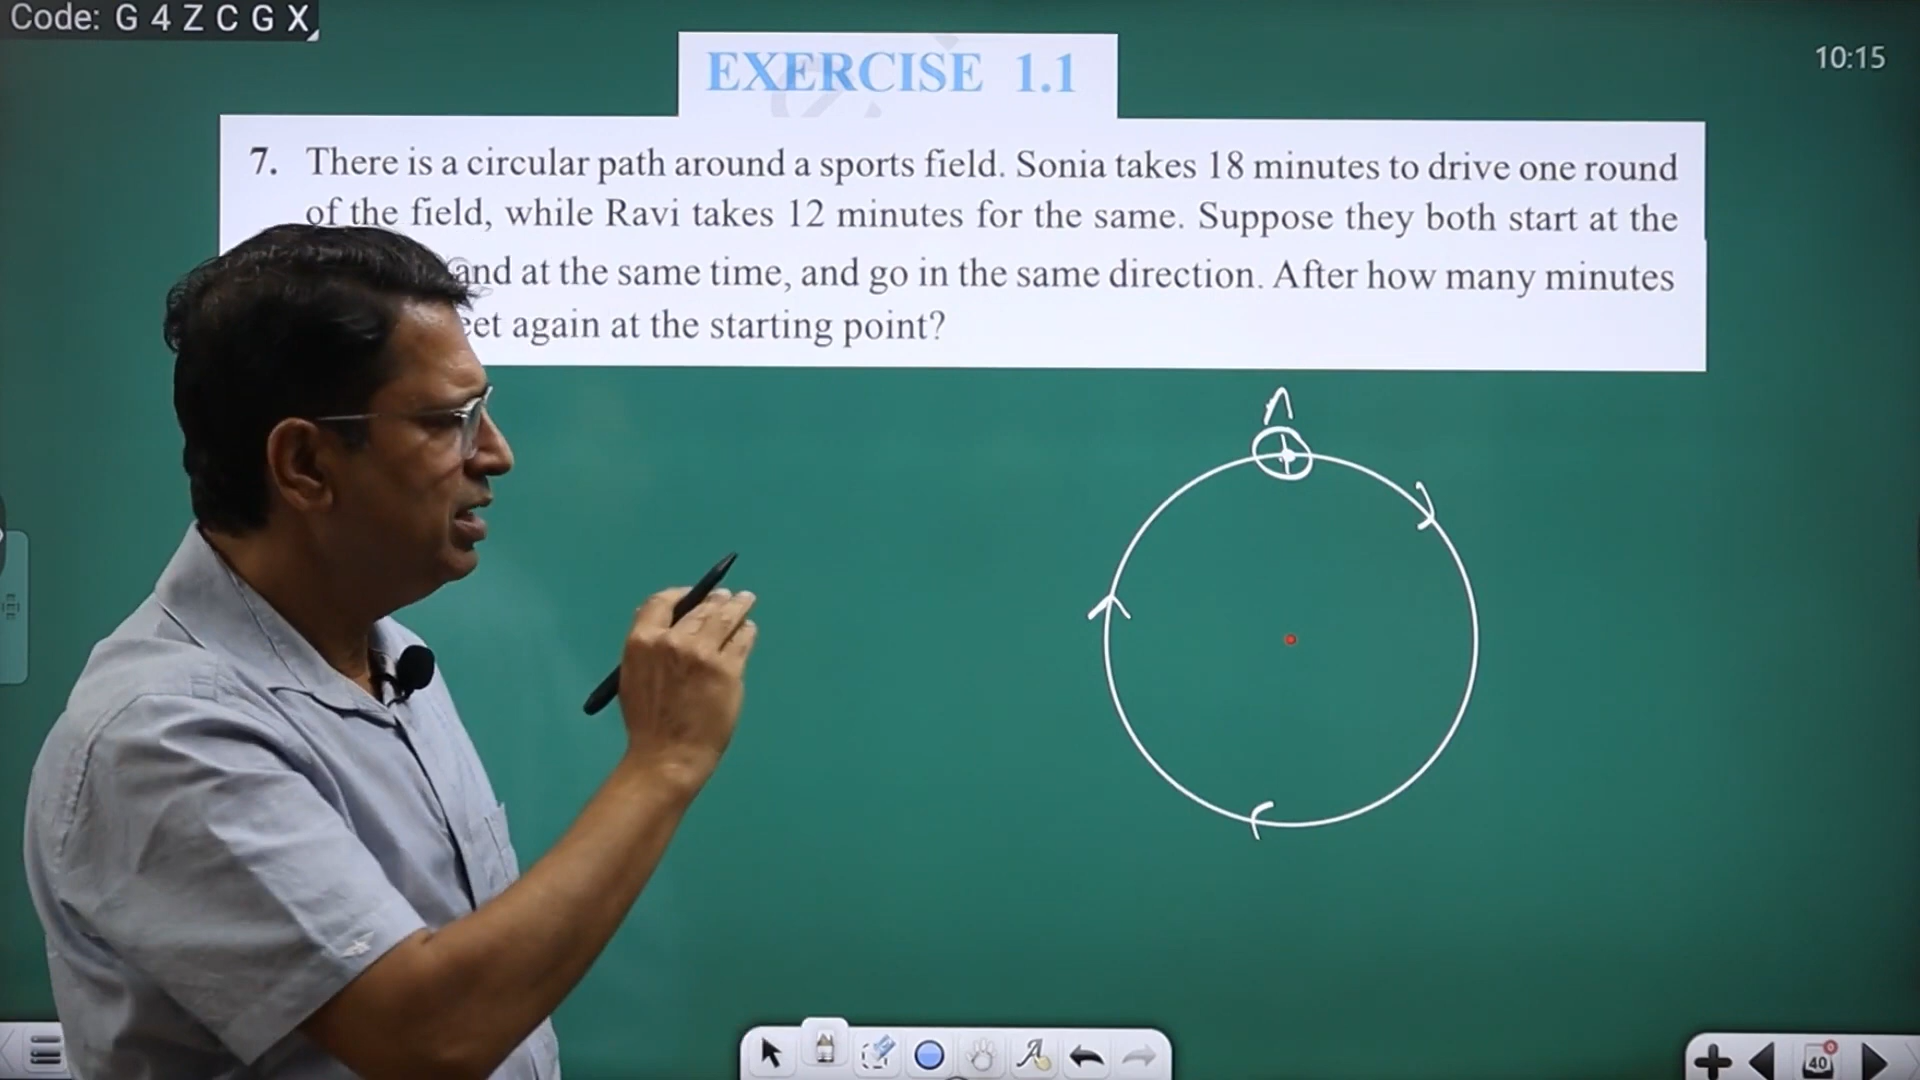 Code: G 4 Z C G X
10:15
EXERCISE 1.1
7. There is a circular path around a sports field. Sonia takes 18 minutes to drive one round
of the field, while Ravi takes 12 minutes for the same. Suppose they both start at the
and at the same time, and go in the same direction. After how many minutes
again at the starting point?
40